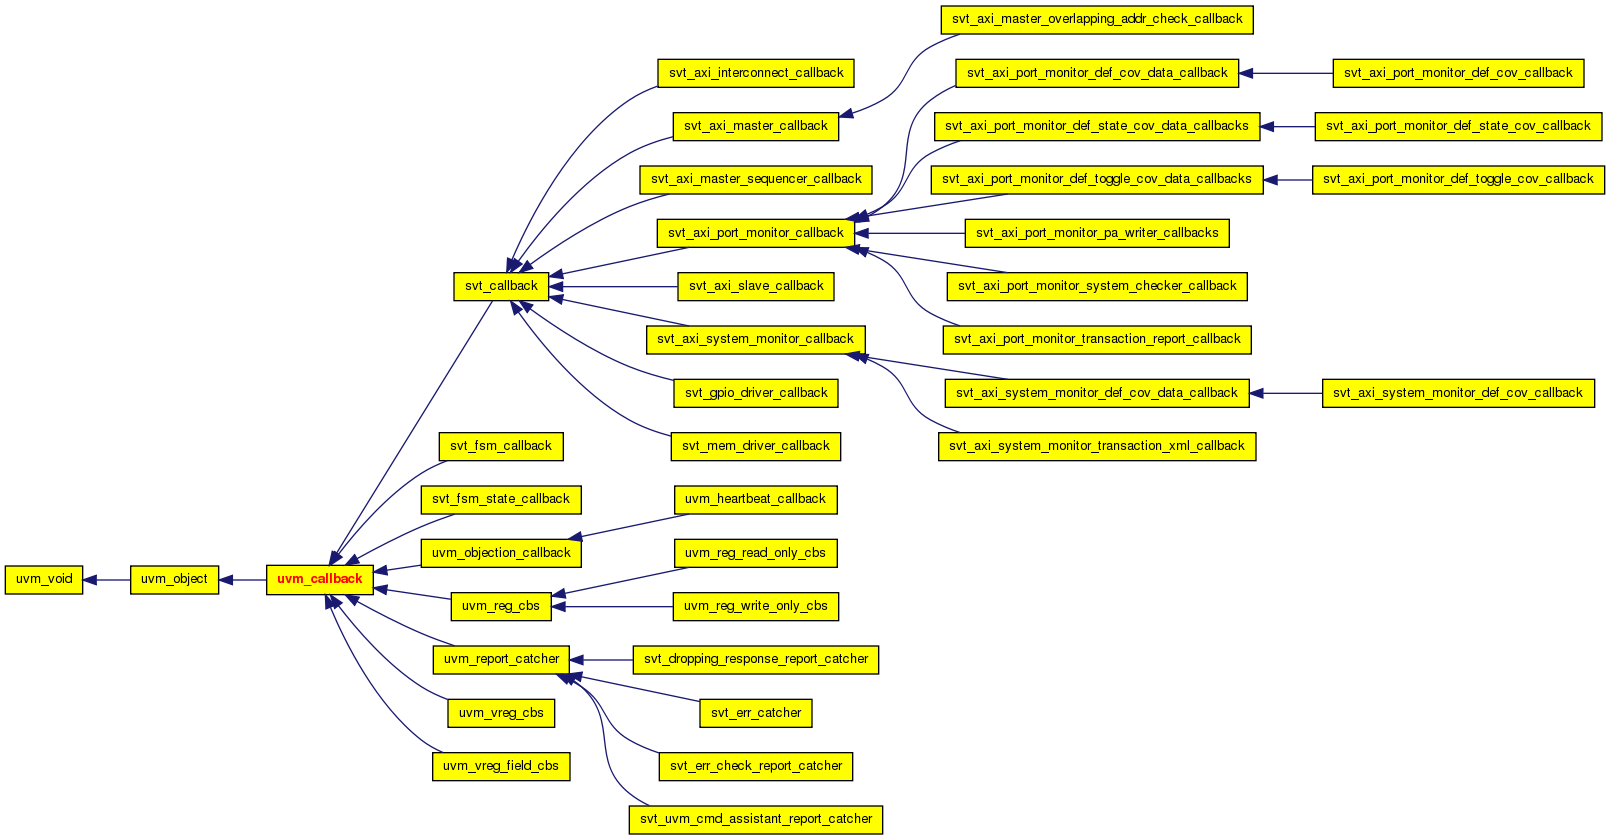 svt_axi_master_overlapping_addr_check_callback
svt_axi_interconnect_callback
svt_axi_port_monitor_def_cov_data_callback
svt_axi_port_monitor_def_cov_callback
svt_axi_master_callback
svt_axi_port_monitor_def_state_cov_data_callbacks
svt_axi_port_monitor_def_state_cov_callback
svt_axi_master_sequencer_callback
svt_axi_port_monitor_def_toggle_cov_data_callbacks
svt_axi_port_monitor_def_toggle_cov_callback
svt_axi_port_monitor_callback
svt_axi_port_monitor_pa_writer_callbacks
svt_callback
svt_axi_slave_callback
svt_axi_port_monitor_system_checker_callback
svt_axi_system_monitor_callback
svt_axi_port_monitor_transaction_report_callback
svt_gpio_driver_callback
svt_axi_system_monitor_def_cov_data_callback
svt_axi_system_monitor_def_cov_callback
svt_fsm_callback
svt_mem_driver_callback
svt_axi_system_monitor_transaction_xml_callback
svt_fsm_state_callback
uvm_heartbeat_callback
uvm_objection_callback
uvm_reg_read_only_cbs
uvm_void
uvm_object
uvm_callback
uvm_reg_cbs
uvm_reg_write_only_cbs
uvm_report_catcher
svt_dropping_response_report_catcher
uvm_vreg_cbs
svt_err_catcher
uvm_vreg_field_cbs
svt_err_check_report_catcher
svt_uvm_cmd_assistant_report_catcher